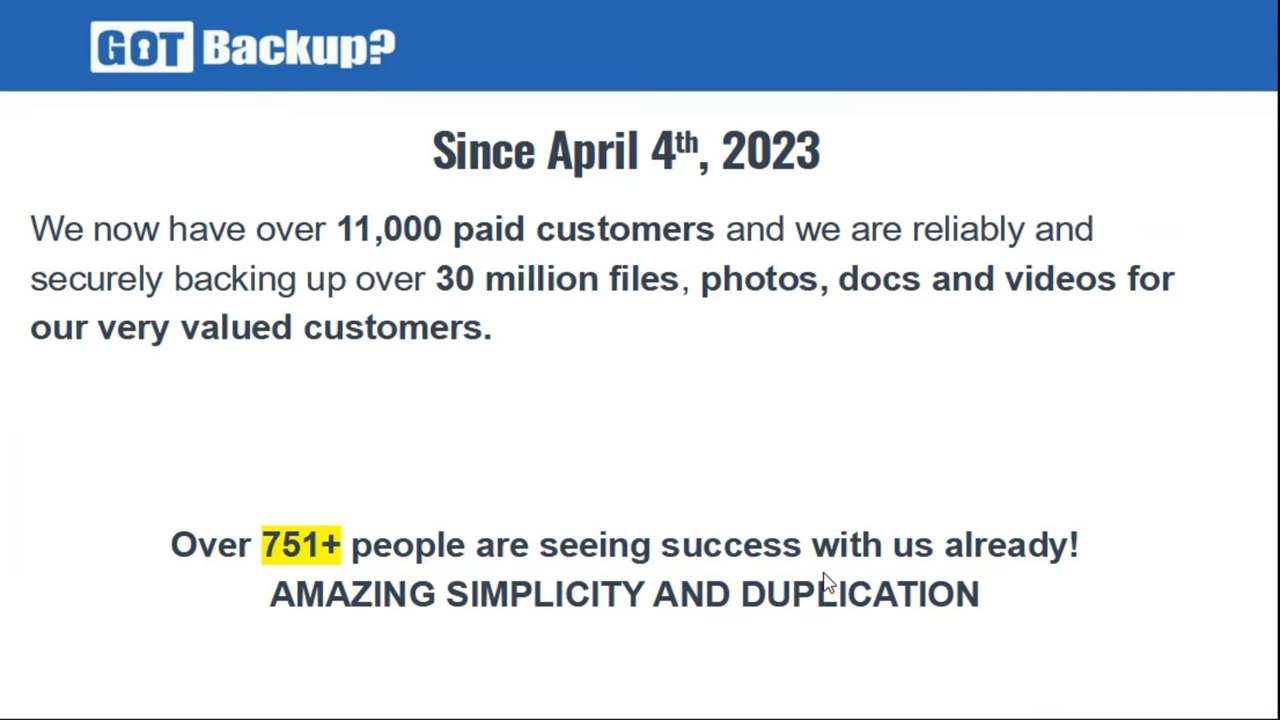 GOT Backup?
Since April 4th, 2023
We now have over 11,000 paid customers and we are reliably and
securely backing up over 30 million files, photos, docs and videos for
our very valued customers.
Over 751+ people are seeing success with us already!
AMAZING SIMPLICITY AND DUPLICATION